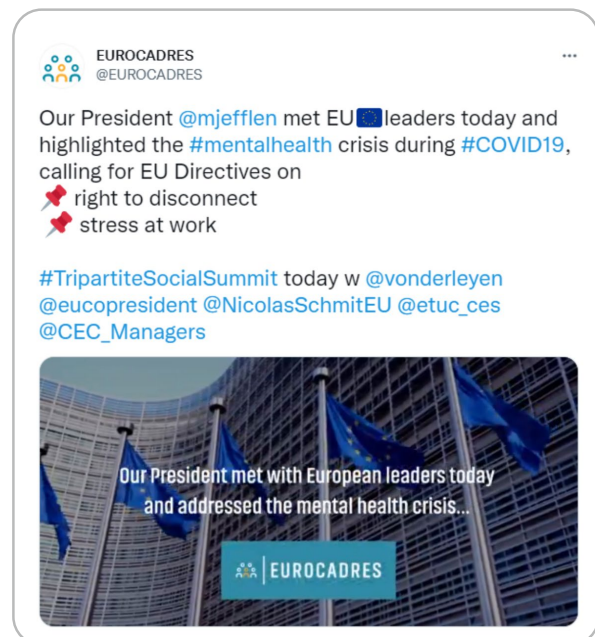 EUROCADRES
@EUROCADRES
Our President @mjefflen met EU🇪🇺leaders today and
highlighted the #mentalhealth crisis during #COVID19,
calling for EU Directives on
📌 right to disconnect
📌 stress at work
#TripartiteSocialSummit today w @vonderleyen
@eucopresident @NicolasSchmitEU @etuc_ces
@CEC_Managers
Our President met with European leaders today
and addressed the mental health crisis...
EUROCADRES